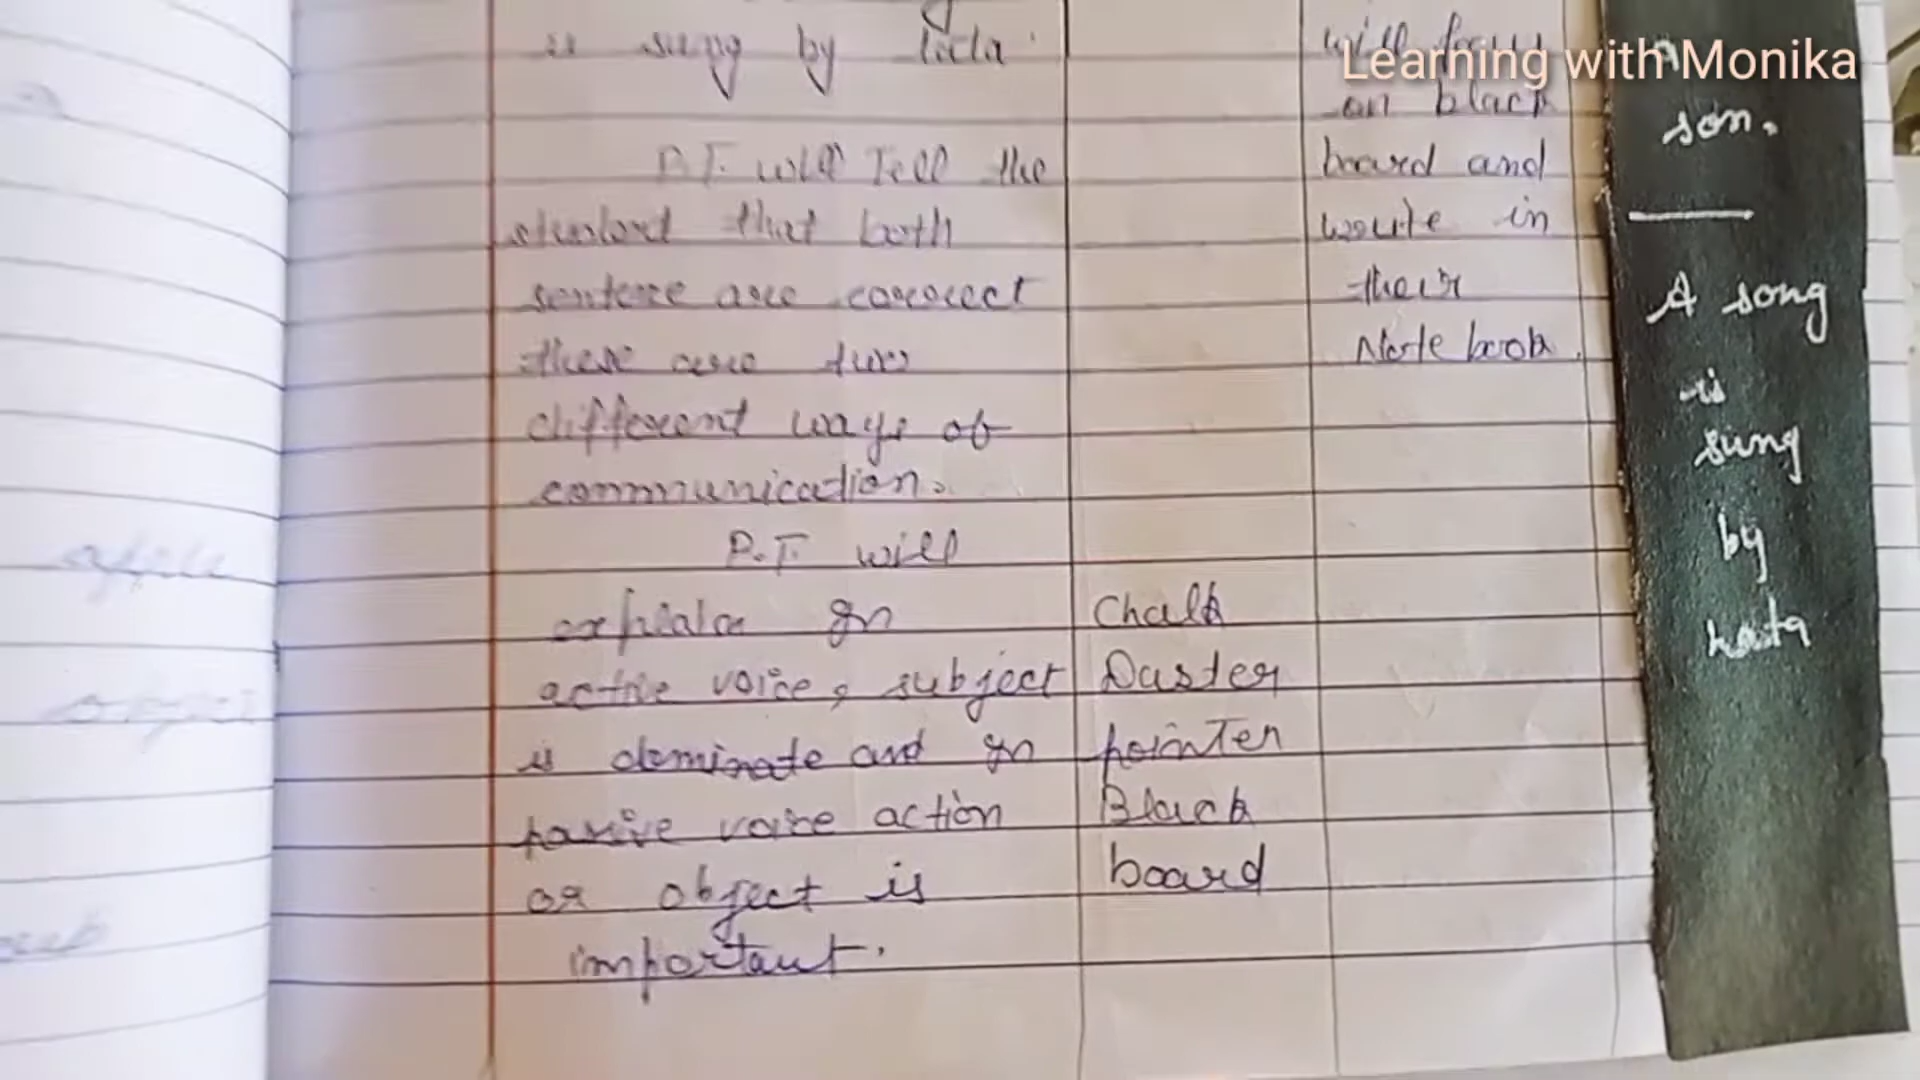 Learning with Monika
is sung by lata.
P.T. will Tell the
student that both
sentence are correct
these are two
different ways of
communication.
P.T. will
explain In
active voice, subject
is dominate and In
passive voice action
or object is
important.
Chalk
Duster
pointer
Black
board
will
on black
board and
write in
their
Note book.
A
son.
A song
is
sung
by
Lata